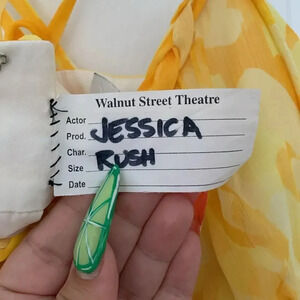 Walnut Street Theatre
Actor JESSICA
Prod.
Char. RUSH
Size
Date